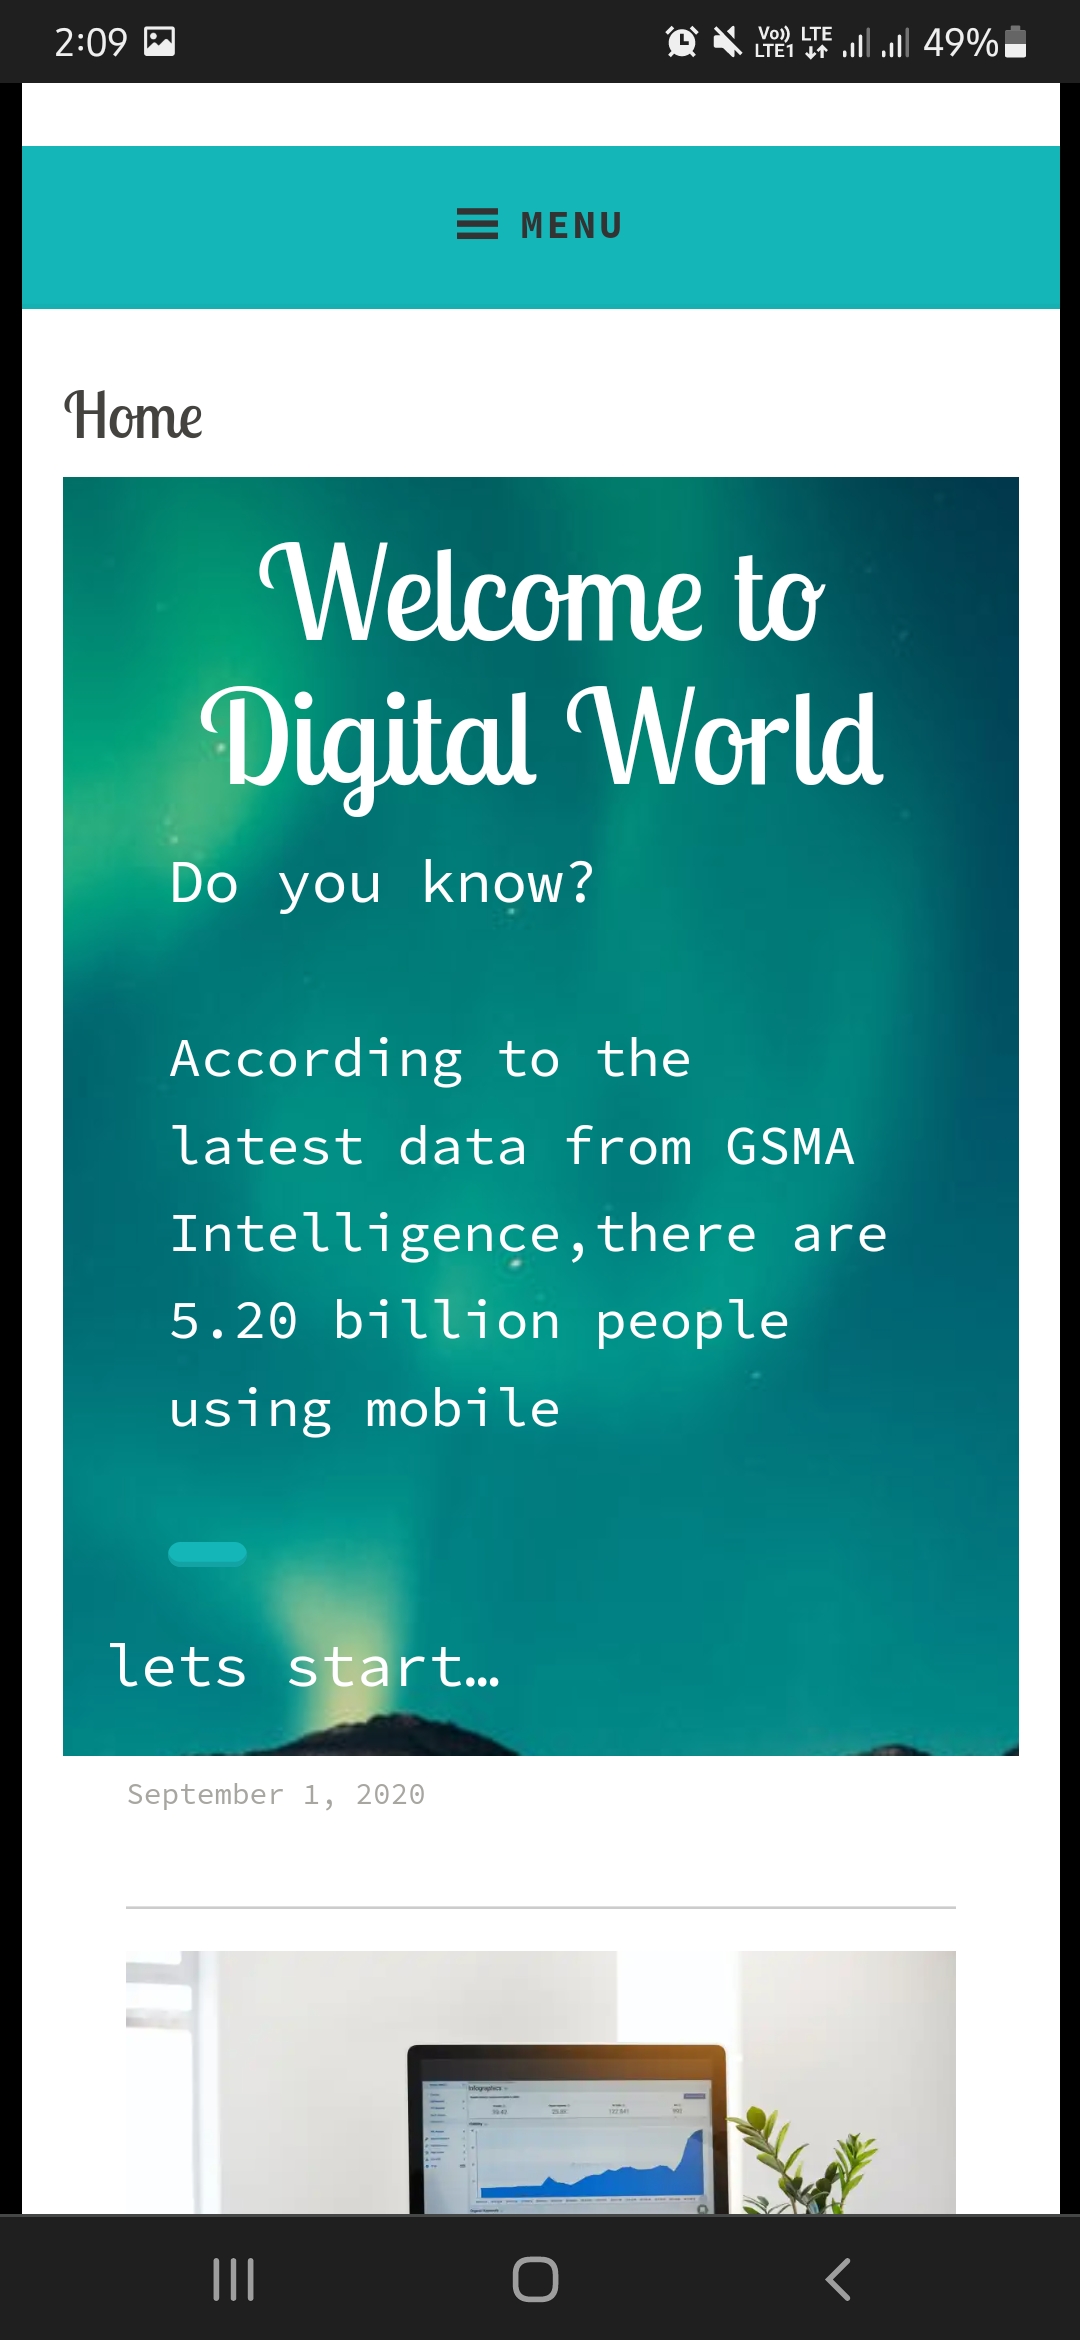 2:09
Vo)) LTE
LTE1
49%
MENU
Home
Welcome to
Digital World
Do you know?
According to the
latest data from GSMA
Intelligence,there are
5.20 billion people
using mobile
lets start…
September 1, 2020
Infographics